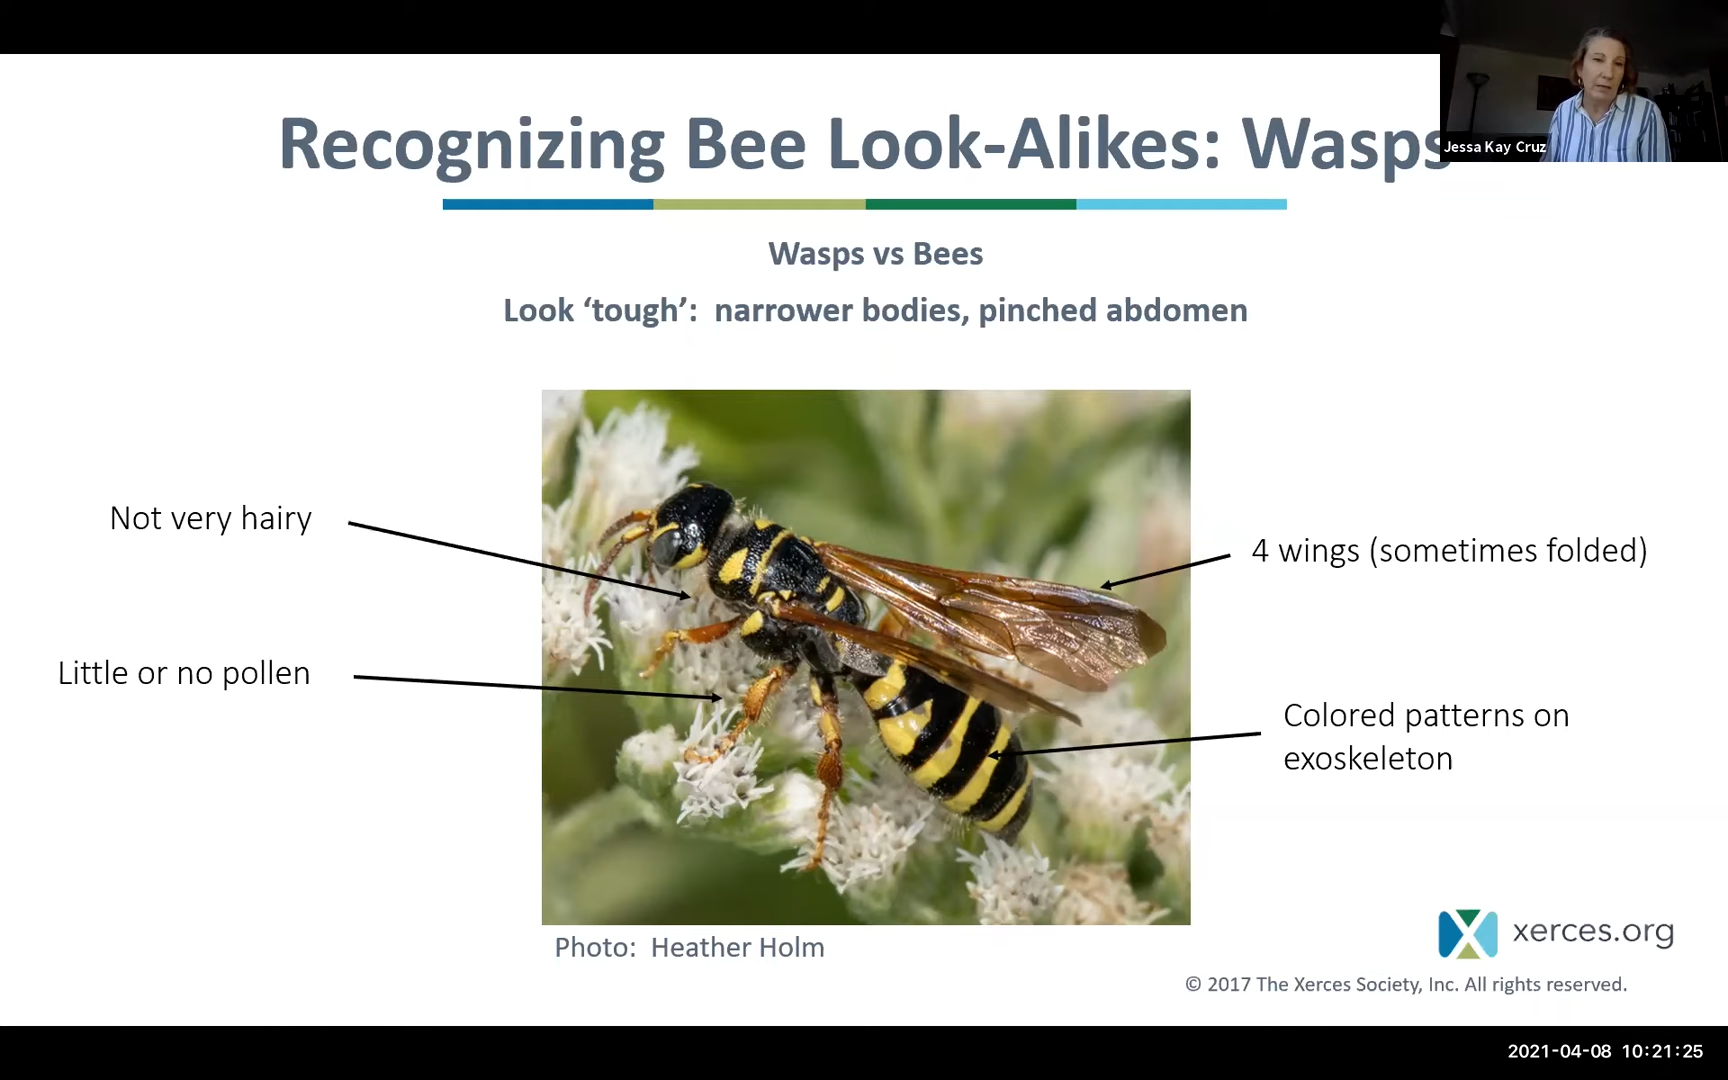 Recognizing Bee Look-Alikes: Wasps
Jessa Kay Cruz
Wasps vs Bees
Look ‘tough’:  narrower bodies, pinched abdomen
Not very hairy
4 wings (sometimes folded)
Little or no pollen
Colored patterns on
exoskeleton
Photo:  Heather Holm
xerces.org
© 2017 The Xerces Society, Inc. All rights reserved.
2021-04-08  10:21:25